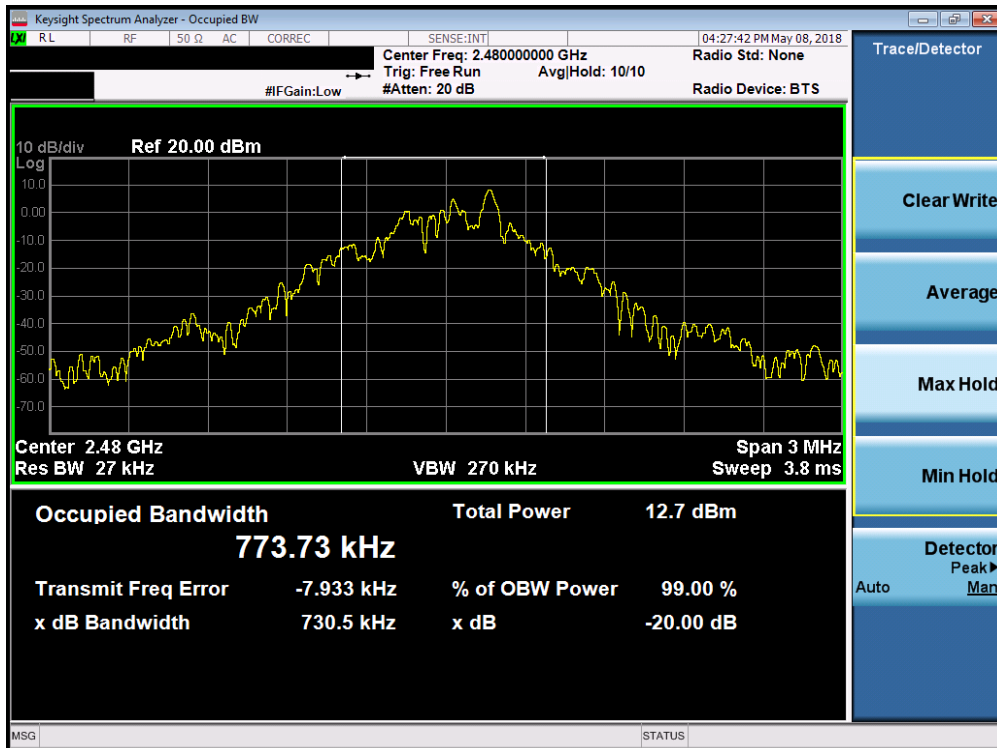 Keysight Spectrum Analyzer - Occupied BW
LXI RL RF 50 Ω AC CORREC SENSE:INT 04:27:42 PM May 08, 2018
Center Freq: 2.480000000 GHz Radio Std: None
Trig: Free Run Avg|Hold: 10/10
#IFGain:Low #Atten: 20 dB Radio Device: BTS
Trace/Detector
10 dB/div Ref 20.00 dBm
Log
10.0
0.00
-10.0
-20.0
-30.0
-40.0
-50.0
-60.0
-70.0
Center 2.48 GHz Span 3 MHz
Res BW 27 kHz VBW 270 kHz Sweep 3.8 ms
Occupied Bandwidth Total Power 12.7 dBm
773.73 kHz
Transmit Freq Error -7.933 kHz % of OBW Power 99.00 %
x dB Bandwidth 730.5 kHz x dB -20.00 dB
Clear Write
Average
Max Hold
Min Hold
Detector
Peak▶
Auto Man
MSG STATUS